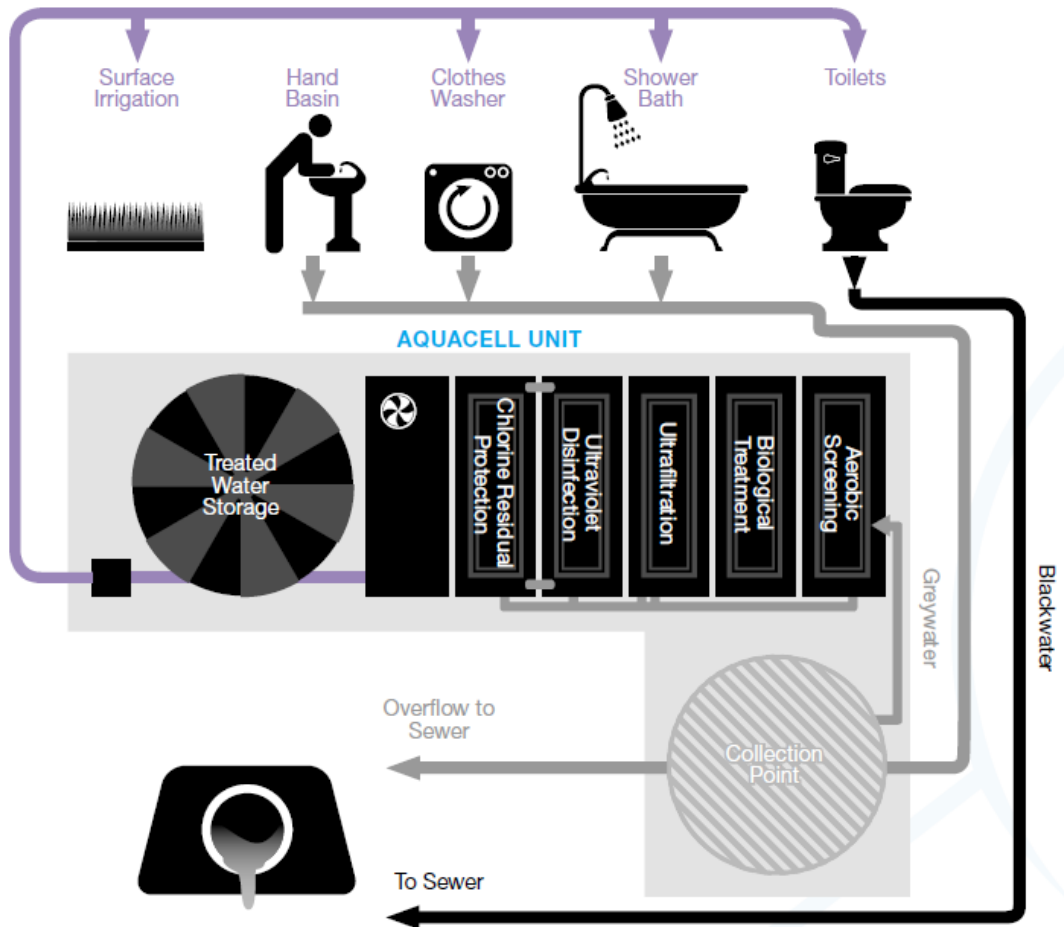 Surface
Irrigation
Hand
Basin
Clothes
Washer
Shower
Bath
Toilets
AQUACELL UNIT
Treated
Water
Storage
Chlorine Residual
Protection
Ultraviolet
Disinfection
Ultrafiltration
Biological
Treatment
Aerobic
Screening
Greywater
Blackwater
Overflow to
Sewer
Collection
Point
To Sewer